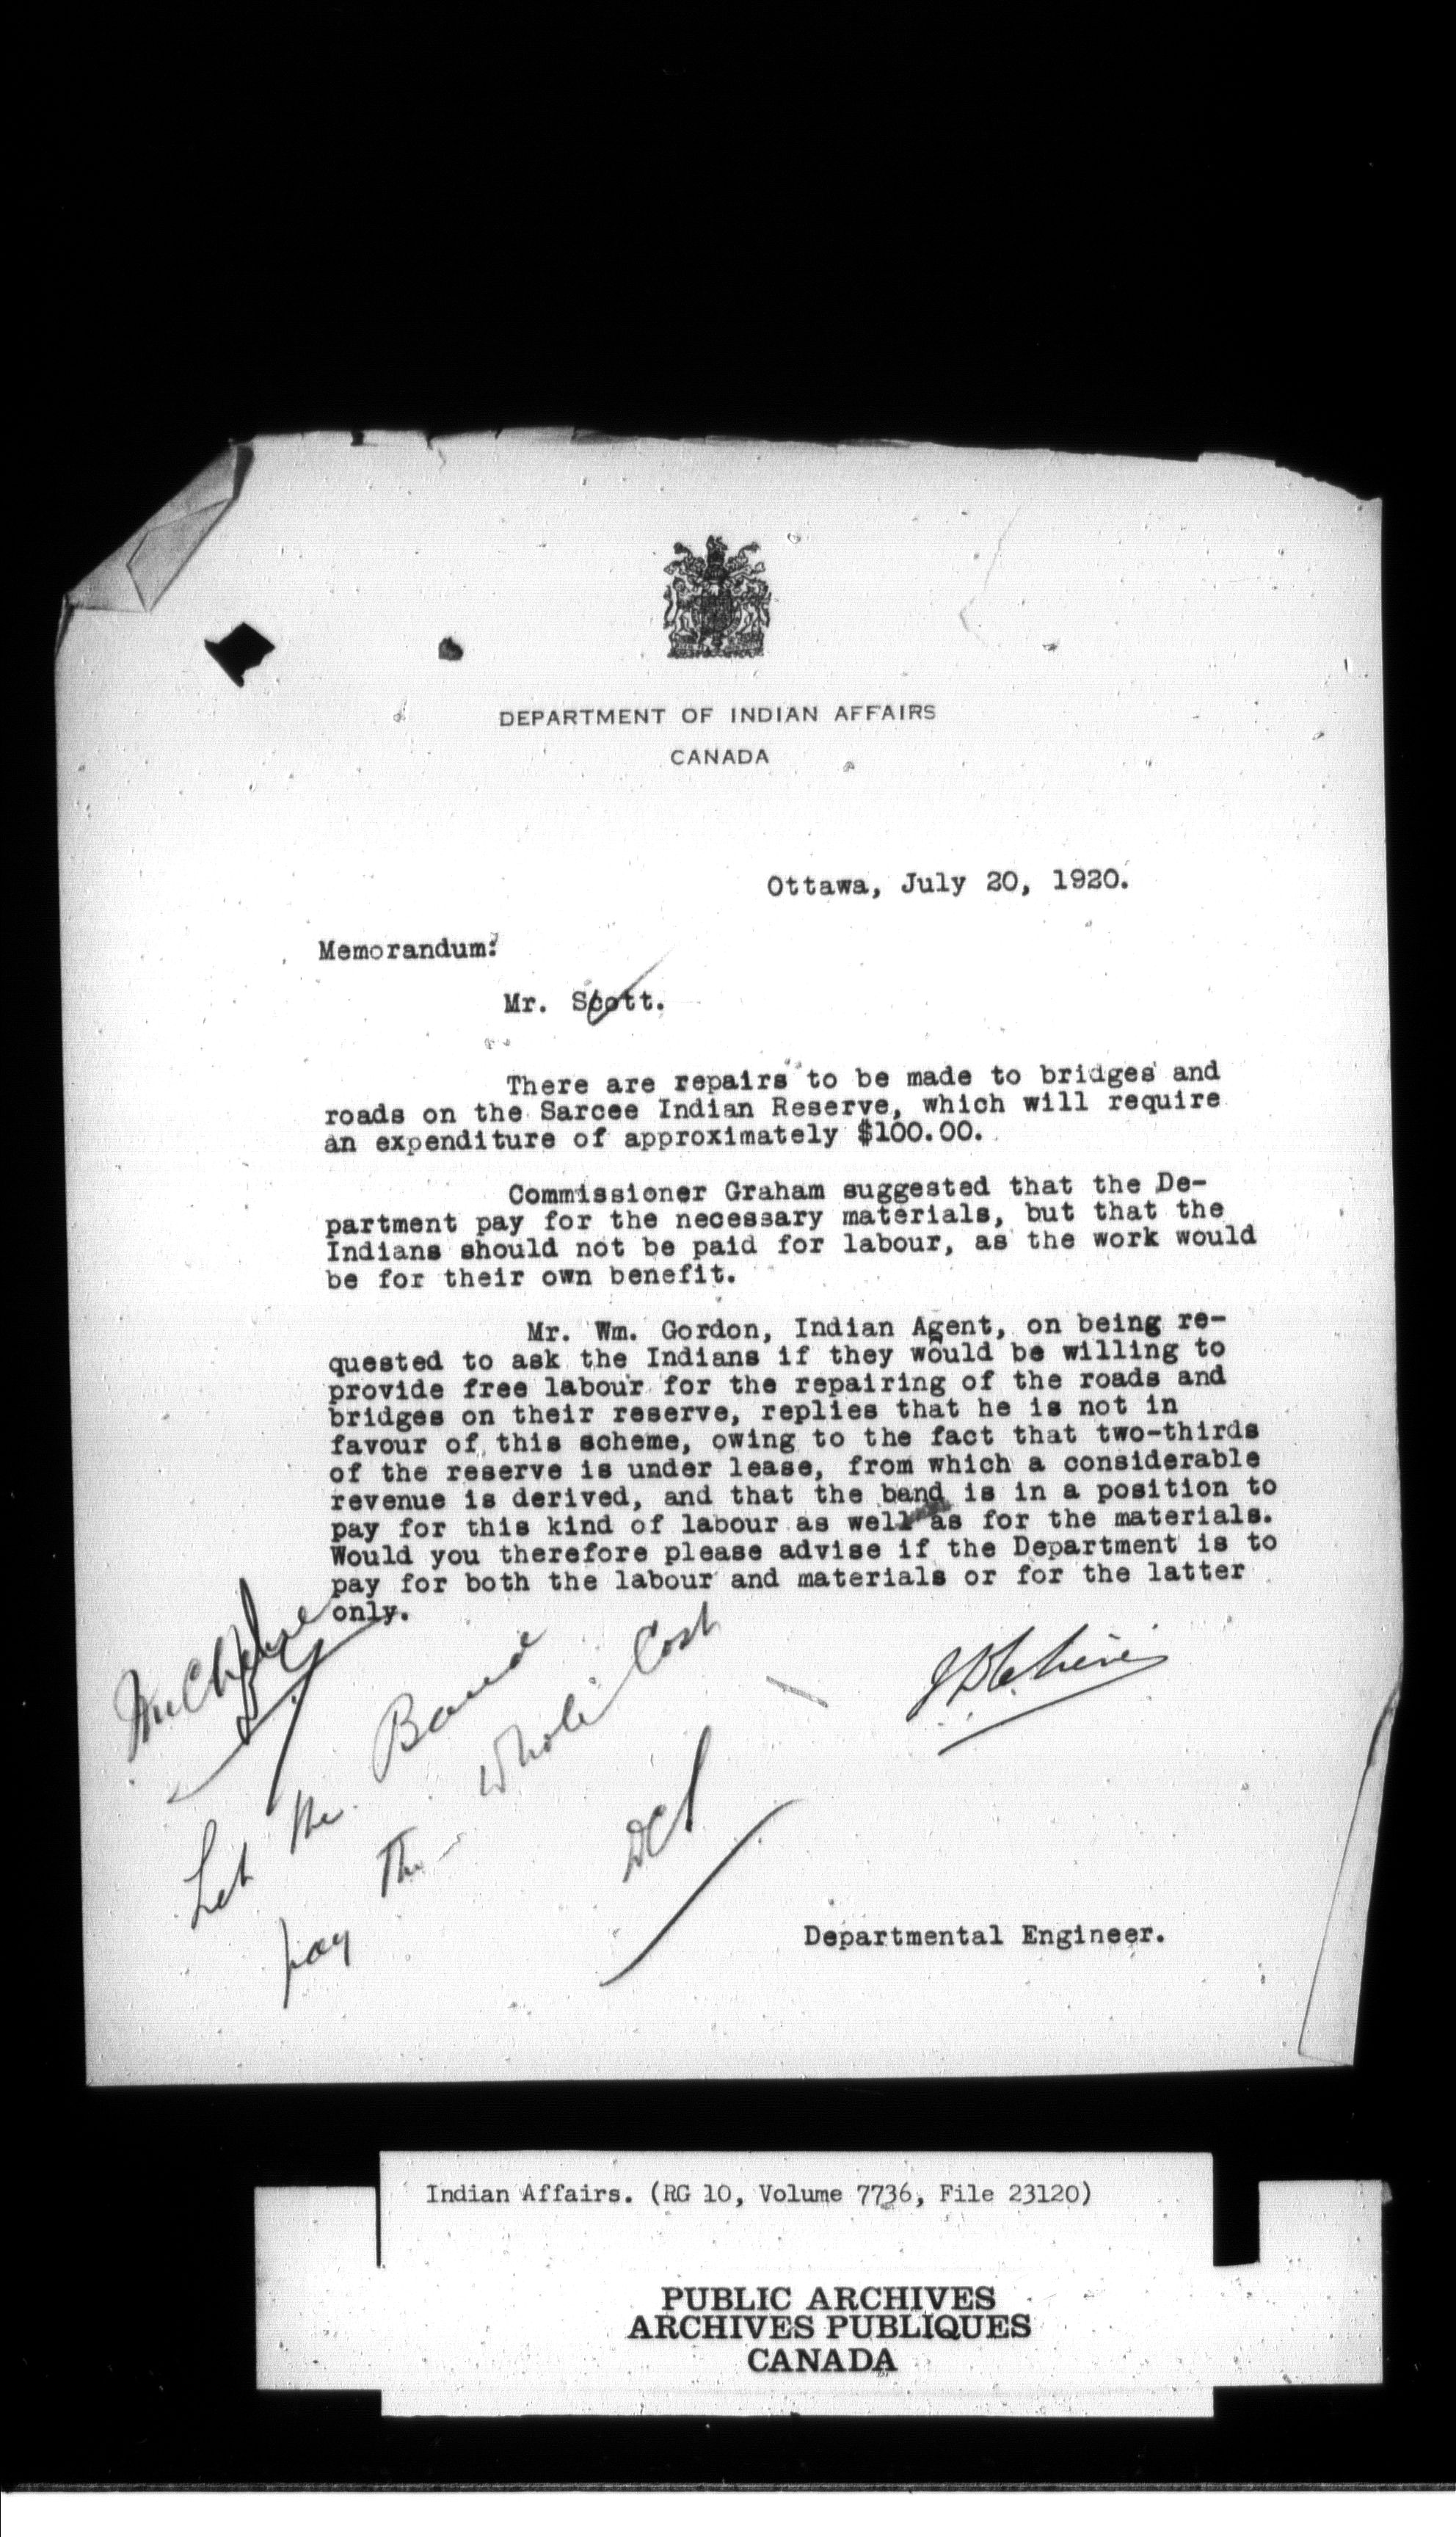 DEPARTMENT OF INDIAN AFFAIRS
CANADA
Ottawa, July 20, 1920.
Memorandum:
Mr. Scott.
There are repairs to be made to bridges and
roads on the Sarcee Indian Reserve, which will require
an expenditure of approximately $100.00.
Commissioner Graham suggested that the De-
partment pay for the necessary materials, but that the
Indians should not be paid for labour, as the work would
be for their own benefit.
Mr. Wm. Gordon, Indian Agent, on being re-
quested to ask the Indians if they would be willing to
provide free labour for the repairing of the roads and
bridges on their reserve, replies that he is not in
favour of this scheme, owing to the fact that two-thirds
of the reserve is under lease, from which a considerable
revenue is derived, and that the band is in a position to
pay for this kind of labour as well as for the materials.
Would you therefore please advise if the Department is to
pay for both the labour and materials or for the latter
only.
Let the Band
pay the whole Cost
DCS
Departmental Engineer.
Indian Affairs. (RG 10, Volume 7736, File 23120)
PUBLIC ARCHIVES
ARCHIVES PUBLIQUES
CANADA